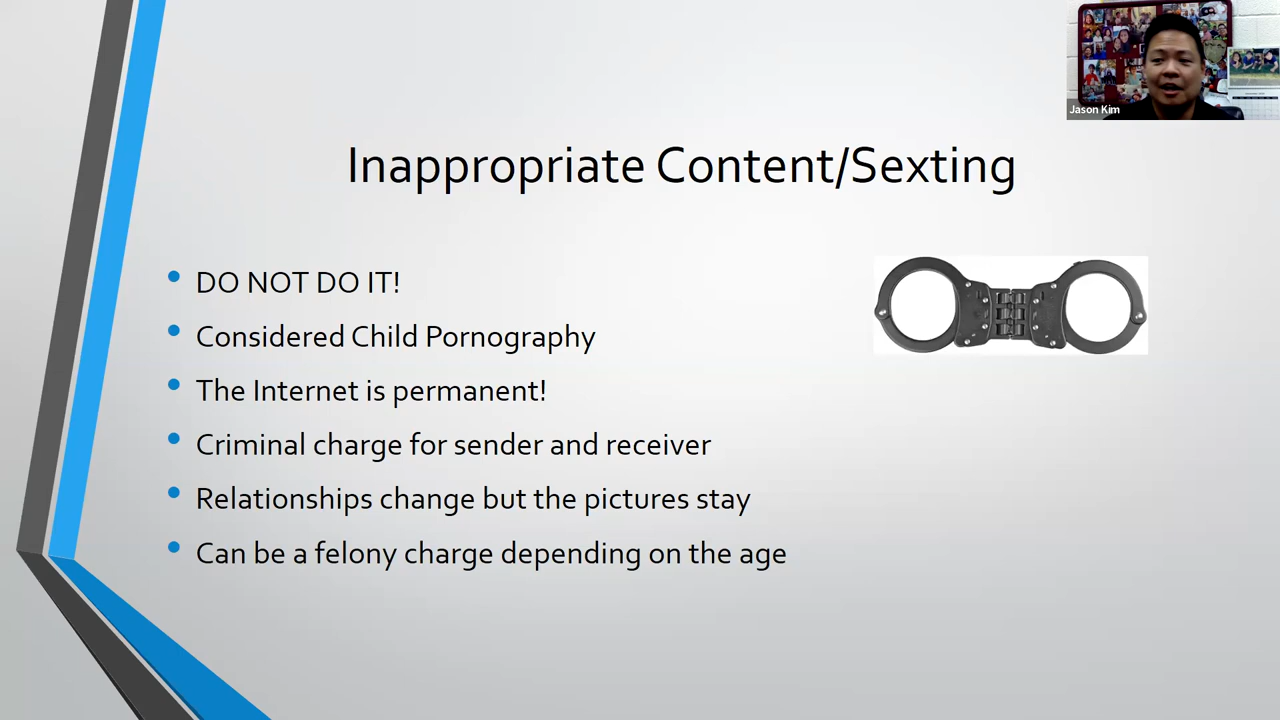 Jason Kim
Inappropriate Content/Sexting
DO NOT DO IT!
Considered Child Pornography
The Internet is permanent!
Criminal charge for sender and receiver
Relationships change but the pictures stay
Can be a felony charge depending on the age